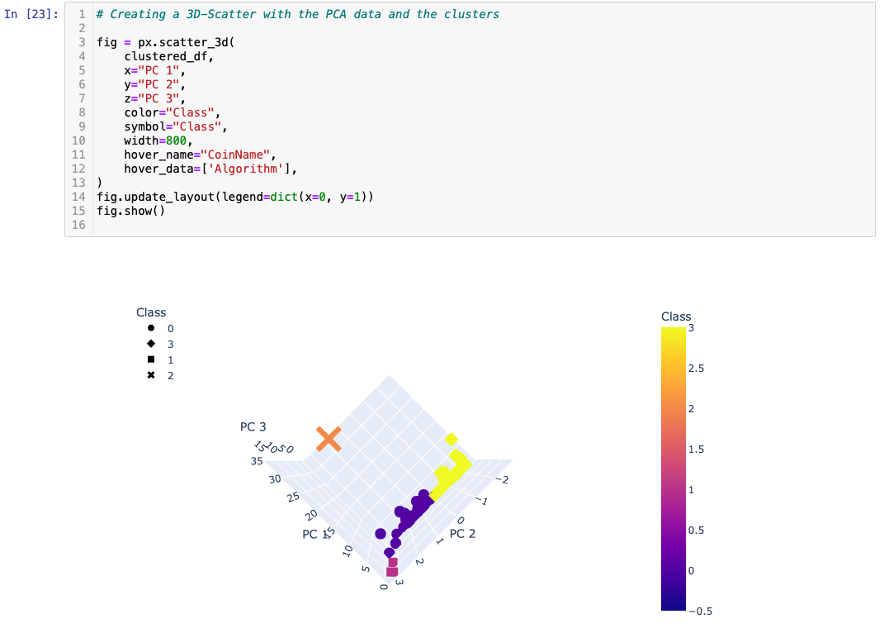 In [23]:
1 # Creating a 3D-Scatter with the PCA data and the clusters
2
3 fig = px.scatter_3d(
4     clustered_df,
5     x="PC 1",
6     y="PC 2",
7     z="PC 3",
8     color="Class",
9     symbol="Class",
10     width=800,
11     hover_name="CoinName",
12     hover_data=['Algorithm'],
13 )
14 fig.update_layout(legend=dict(x=0, y=1))
15 fig.show()
16
Class
0
3
1
2
PC 3
15
10
5
0
35
30
25
20
15
PC 1
10
5
0
−2
−1
0
PC 2
1
2
3
Class
3
2.5
2
1.5
1
0.5
0
−0.5